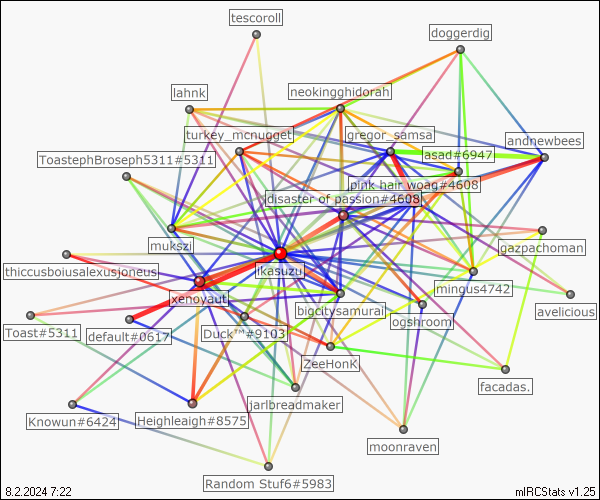 tescoroll
doggerdig
lahnk
neokingghidorah
turkey_mcnugget
gregor_samsa
andnewbees
asad#6947
ToastephBroseph5311#5311
pink hair woag#4608
disaster of passion#4608
mukszi
gazpachoman
thiccusboiusalexusjoneus
ikasuzu
mingus4742
xenoyaut
bigcitysamurai
avelicious
ogshroom
Toast#5311
default#0617
Duck™#9103
ZeeHonK
facadas.
jarlbreadmaker
Knowun#6424
Heighleaigh#8575
moonraven
Random Stuf6#5983
8.2.2024 7:22
mIRCStats v1.25